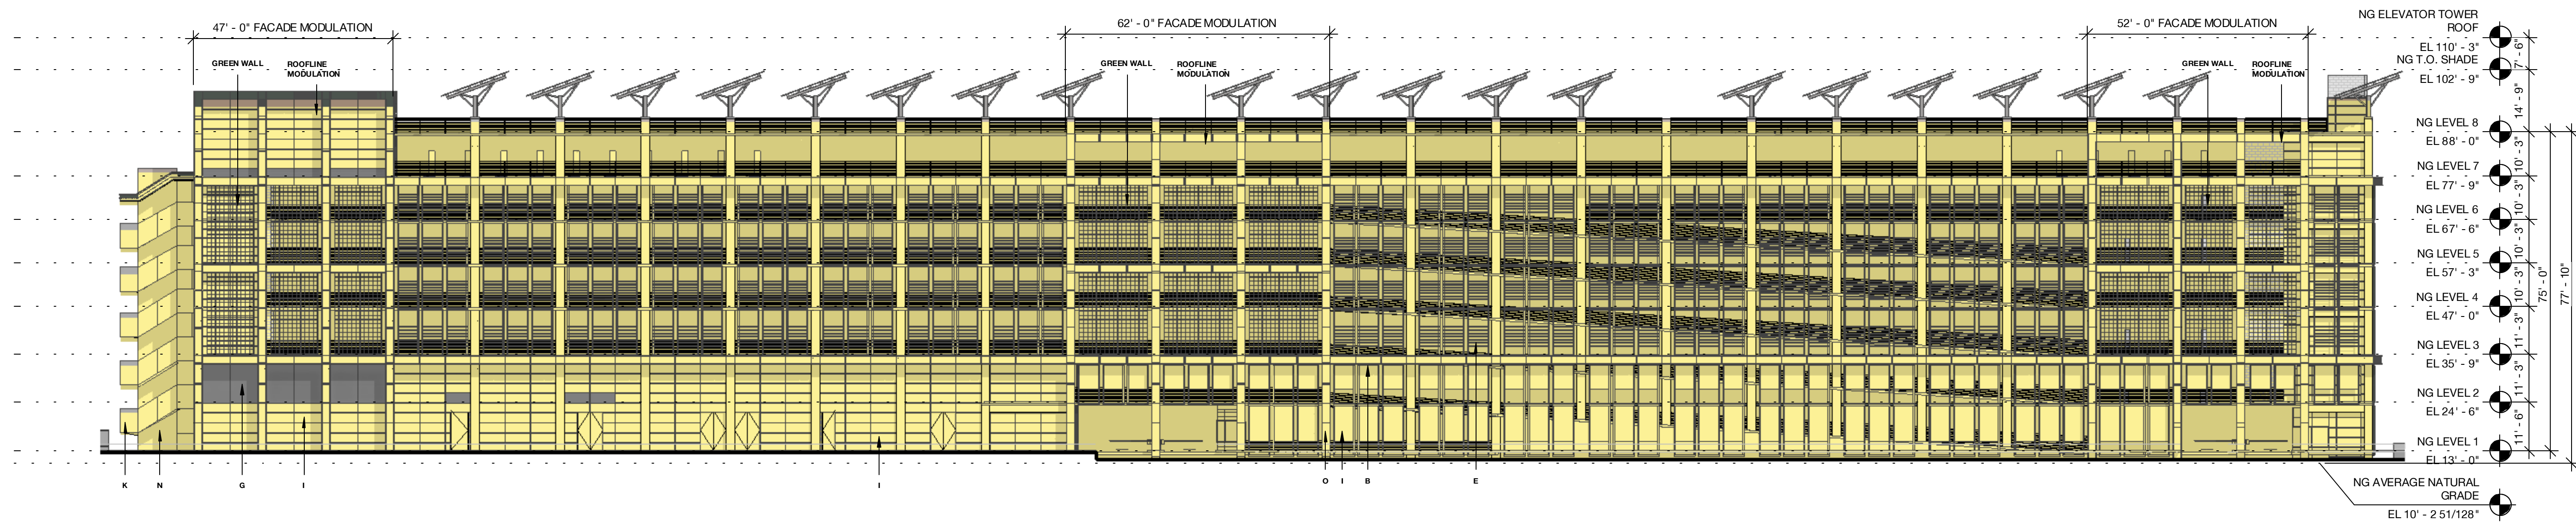 47' - 0" FACADE MODULATION
62' - 0" FACADE MODULATION
52' - 0" FACADE MODULATION
GREEN WALL
ROOFLINE
MODULATION
GREEN WALL
ROOFLINE
MODULATION
GREEN WALL
ROOFLINE
MODULATION
NG ELEVATOR TOWER
ROOF
EL 110' - 3"
NG T.O. SHADE
EL 102' - 9"
NG LEVEL 8
EL 88' - 0"
NG LEVEL 7
EL 77' - 9"
NG LEVEL 6
EL 67' - 6"
NG LEVEL 5
EL 57' - 3"
NG LEVEL 4
EL 47' - 0"
NG LEVEL 3
EL 35' - 9"
NG LEVEL 2
EL 24' - 6"
NG LEVEL 1
EL 13' - 0"
NG AVERAGE NATURAL
GRADE
EL 10' - 2 51/128"
7' - 6"
14' - 9"
10' - 3"
10' - 3"
10' - 3"
10' - 3"
11' - 3"
11' - 3"
11' - 6"
75' - 0"
77' - 10"
K
N
G
I
I
O
I
B
E